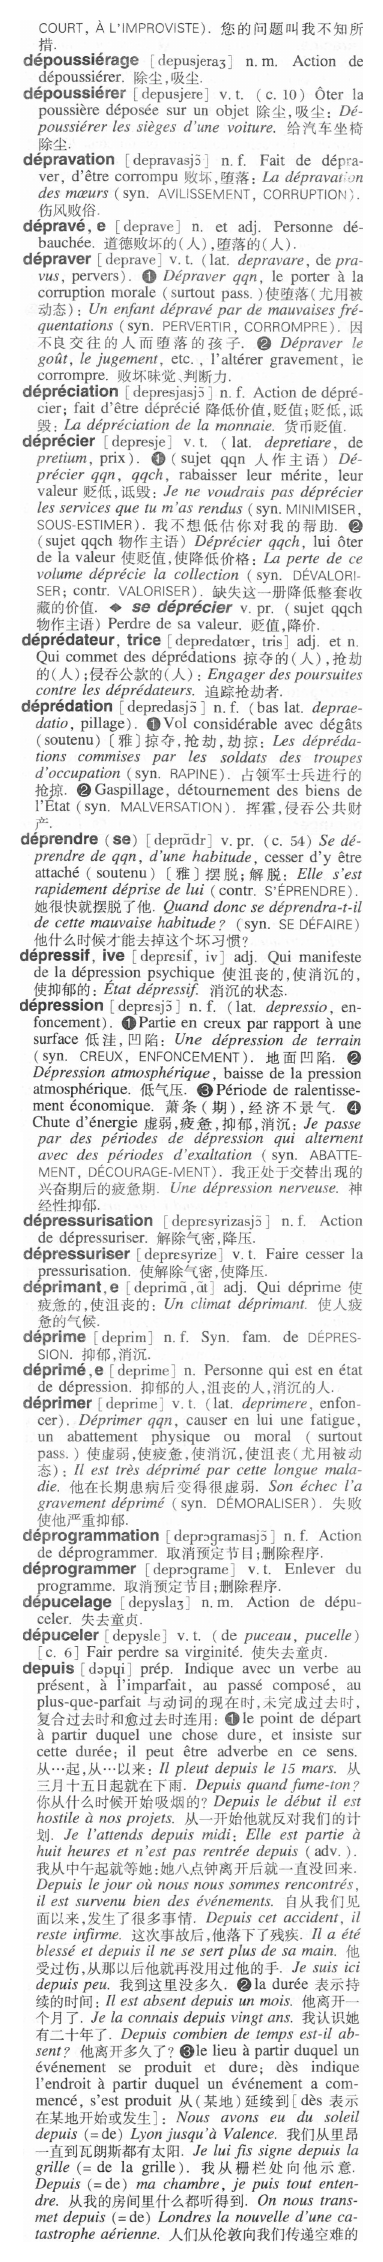 COURT, À L'IMPROVISTE). 您的问题叫我不知所
措.
dépoussiérage [depusjeraʒ] n. m. Action de
dépoussiérer. 除尘,吸尘.
dépoussiérer [depusjere] v. t. (c. 10) Ôter la
poussière déposée sur un objet 除尘,吸尘: Dé-
poussiérer les sièges d'une voiture. 给汽车坐椅
除尘.
dépravation [depravasjɔ̃] n. f. Fait de dépra-
ver, d'être corrompu 败坏,堕落: La dépravation
des mœurs (syn. AVILISSEMENT, CORRUPTION).
伤风败俗.
dépravé, e [deprave] n. et adj. Personne dé-
bauchée. 道德败坏的(人),堕落的(人).
dépraver [deprave] v. t. (lat. depravare, de pra-
vus, pervers). ❶ Dépraver qqn, le porter à la
corruption morale (surtout pass.)使堕落(尤用被
动态): Un enfant dépravé par de mauvaises fré-
quentations (syn. PERVERTIR, CORROMPRE). 因
不良交往的人而堕落的孩子. ❷ Dépraver le
goût, le jugement, etc., l'altérer gravement, le
corrompre. 败坏味觉、判断力.
dépréciation [depresjasjɔ̃] n. f. Action de dépré-
cier; fait d'être déprécié 降低价值,贬值;贬低,诋
毁: La dépréciation de la monnaie. 货币贬值.
déprécier [depresje] v. t. (lat. depretiare, de
pretium, prix). ❶ (sujet qqn 人作主语) Dé-
précier qqn, qqch, rabaisser leur mérite, leur
valeur 贬低,诋毁: Je ne voudrais pas déprécier
les services que tu m'as rendus (syn. MINIMISER,
SOUS-ESTIMER). 我不想低估你对我的帮助. ❷
(sujet qqch 物作主语) Déprécier qqch, lui ôter
de la valeur 使贬值,使降低价格: La perte de ce
volume déprécie la collection (syn. DÉVALORI-
SER; contr. VALORISER). 缺失这一册降低整套收
藏的价值. ◆ se déprécier v. pr. (sujet qqch
物作主语) Perdre de sa valeur. 贬值,降价.
déprédateur, trice [depredatœr, tris] adj. et n.
Qui commet des déprédations 掠夺的(人),抢劫
的(人);侵吞公款的(人): Engager des poursuites
contre les déprédateurs. 追踪抢劫者.
déprédation [depredasjɔ̃] n. f. (bas lat. deprae-
datio, pillage). ❶Vol considérable avec dégâts
(soutenu) [雅]掠夺,抢劫,劫掠: Les dépréda-
tions commises par les soldats des troupes
d'occupation (syn. RAPINE). 占领军士兵进行的
抢掠. ❷Gaspillage, détournement des biens de
l'État (syn. MALVERSATION). 挥霍,侵吞公共财
产.
déprendre (se) [deprɑ̃dr] v. pr. (c. 54) Se dé-
prendre de qqn, d'une habitude, cesser d'y être
attaché (soutenu) [雅]摆脱;解脱: Elle s'est
rapidement déprise de lui (contr. S'ÉPRENDRE).
她很快就摆脱了他. Quand donc se déprendra-t-il
de cette mauvaise habitude? (syn. SE DÉFAIRE)
他什么时候才能去掉这个坏习惯?
dépressif, ive [depresif, iv] adj. Qui manifeste
de la dépression psychique 使沮丧的,使消沉的,
使抑郁的: État dépressif. 消沉的状态.
dépression [depresjɔ̃] n. f. (lat. depressio, en-
foncement). ❶Partie en creux par rapport à une
surface 低洼,凹陷: Une dépression de terrain
(syn. CREUX, ENFONCEMENT). 地面凹陷. ❷
Dépression atmosphérique, baisse de la pression
atmosphérique. 低气压. ❸Période de ralentisse-
ment économique. 萧条(期),经济不景气. ❹
Chute d'énergie 虚弱,疲惫,抑郁,消沉: Je passe
par des périodes de dépression qui alternent
avec des périodes d'exaltation (syn. ABATTE-
MENT, DÉCOURAGE-MENT). 我正处于交替出现的
兴奋期后的疲惫期. Une dépression nerveuse. 神
经性抑郁.
dépressurisation [depresyrizasjɔ̃] n. f. Action
de dépressuriser. 解除气密,降压.
dépressuriser [depresyrize] v. t. Faire cesser la
pressurisation. 使解除气密,使降压.
déprimant, e [deprimɑ̃, ɑ̃t] adj. Qui déprime 使
疲惫的,使沮丧的: Un climat déprimant. 使人疲
惫的气候.
déprime [deprim] n. f. Syn. fam. de DÉPRES-
SION. 抑郁,消沉.
déprimé, e [deprime] n. Personne qui est en état
de dépression. 抑郁的人,沮丧的人,消沉的人.
déprimer [deprime] v. t. (lat. deprimere, enfon-
cer). Déprimer qqn, causer en lui une fatigue,
un abattement physique ou moral (surtout
pass.) 使虚弱,使疲惫,使消沉,使沮丧(尤用被动
态): Il est très déprimé par cette longue mala-
die. 他在长期患病后变得很虚弱. Son échec l'a
gravement déprimé (syn. DÉMORALISER). 失败
使他严重抑郁.
déprogrammation [deprɔgramasjɔ̃] n. f. Action
de déprogrammer. 取消预定节目;删除程序.
déprogrammer [deprɔgrame] v. t. Enlever du
programme. 取消预定节目;删除程序.
dépucelage [depyslaʒ] n. m. Action de dépu-
celer. 失去童贞.
dépuceler [depysle] v. t. (de puceau, pucelle)
[c. 6] Fair perdre sa virginité. 使失去童贞.
depuis [dəpɥi] prép. Indique avec un verbe au
présent, à l'imparfait, au passé composé, au
plus-que-parfait 与动词的现在时,未完成过去时,
复合过去时和愈过去时连用: ❶le point de départ
à partir duquel une chose dure, et insiste sur
cette durée; il peut être adverbe en ce sens.
从…起,从…以来: Il pleut depuis le 15 mars. 从
三月十五日起就在下雨. Depuis quand fume-ton?
你从什么时候开始吸烟的? Depuis le début il est
hostile à nos projets. 从一开始他就反对我们的计
划. Je l'attends depuis midi; Elle est partie à
huit heures et n'est pas rentrée depuis (adv.).
我从中午起就等她;她八点钟离开后就一直没回来.
Depuis le jour où nous nous sommes rencontrés,
il est survenu bien des événements. 自从我们见
面以来,发生了很多事情. Depuis cet accident, il
reste infirme. 这次事故后,他落下了残疾. Il a été
blessé et depuis il ne se sert plus de sa main. 他
受过伤,从那以后他就再没用过他的手. Je suis ici
depuis peu. 我到这里没多久. ❷la durée 表示持
续的时间: Il est absent depuis un mois. 他离开一
个月了. Je la connais depuis vingt ans. 我认识她
有二十年了. Depuis combien de temps est-il ab-
sent? 他离开多久了? ❸le lieu à partir duquel un
événement se produit et dure; dès indique
l'endroit à partir duquel un événement a com-
mencé, s'est produit 从(某地)延续到[dès 表示
在某地开始或发生]: Nous avons eu du soleil
depuis (= de) Lyon jusqu'à Valence. 我们从里昂
一直到瓦朗斯都有太阳. Je lui fis signe depuis la
grille (= de la grille). 我从栅栏处向他示意.
Depuis (= de) ma chambre, je puis tout enten-
dre. 从我的房间里什么都听得到. On nous trans-
met depuis (= de) Londres la nouvelle d'une ca-
tastrophe aérienne. 人们从伦敦向我们传递空难的